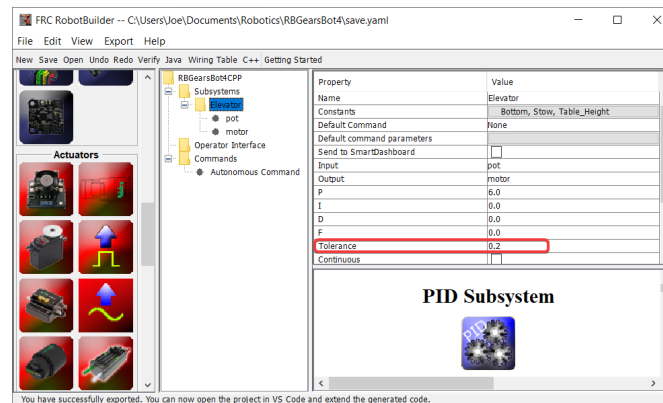 FRC RobotBuilder -- C:\Users\Joe\Documents\Robotics\RBGearsBot4\save.yaml
File Edit View Export Help
New Save Open Undo Redo Verify Java Wiring Table C++ Getting Started
Actuators
RBGearsBot4CPP
Subsystems
Elevator
pot
motor
Operator Interface
Commands
Autonomous Command
Property Value
Name Elevator
Constants Bottom, Stow, Table_Height
Default Command None
Default command parameters
Send to SmartDashboard
Input pot
Output motor
P 6.0
I 0.0
D 0.0
F 0.0
Tolerance 0.2
Continuous
PID Subsystem
PID
You have successfully exported. You can now open the project in VS Code and extend the generated code.